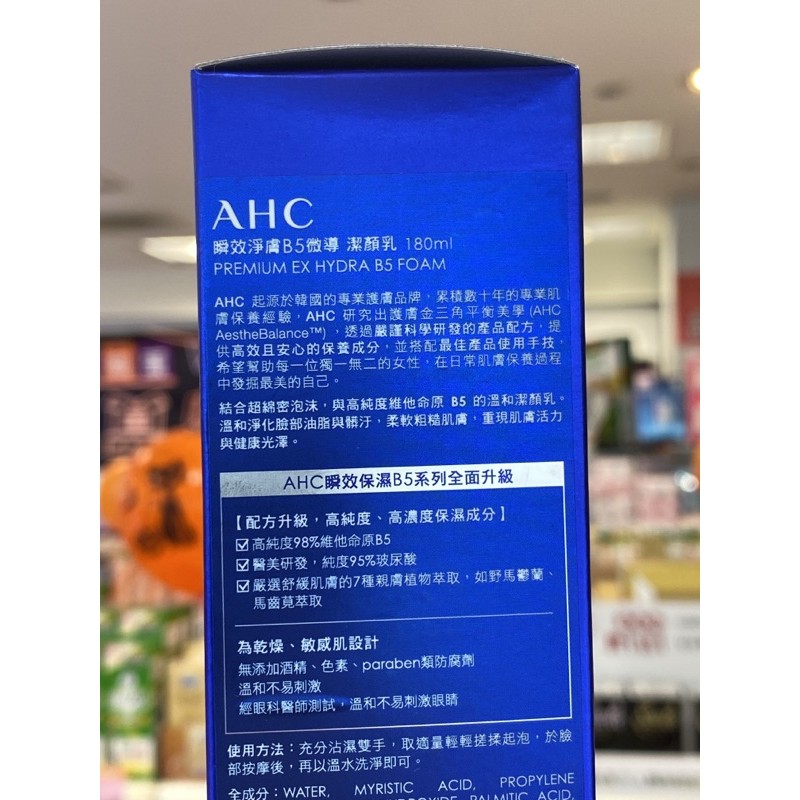 AHC
瞬效淨膚B5微導 潔顏乳 180ml
PREMIUM EX HYDRA B5 FOAM
AHC 起源於韓國的專業護膚品牌，累積數十年的專業肌
膚保養經驗，AHC 研究出護膚金三角平衡美學(AHC
AestheBalance™)，透過嚴謹科學研發的產品配方，提
供高效且安心的保養成分，並搭配最佳產品使用手技，
希望幫助每一位獨一無二的女性，在日常肌膚保養過程
中發掘最美的自己。
結合超綿密泡沫，與高純度維他命原 B5 的溫和潔顏乳。
溫和淨化臉部油脂與髒汙，柔軟粗糙肌膚，重現肌膚活力
與健康光澤。
AHC瞬效保濕B5系列全面升級
【配方升級，高純度、高濃度保濕成分】
☑高純度98%維他命原B5
☑醫美研發，純度95%玻尿酸
☑嚴選舒緩肌膚的7種親膚植物萃取，如野馬鬱蘭、
馬齒莧萃取
為乾燥、敏感肌設計
無添加酒精、色素、paraben類防腐劑
溫和不易刺激
經眼科醫師測試，溫和不易刺激眼睛
使用方法：充分沾濕雙手，取適量輕輕搓揉起泡，於臉
部按摩後，再以溫水洗淨即可。
全成分：WATER, MYRISTIC ACID, PROPYLENE
PALMITIC ACID,